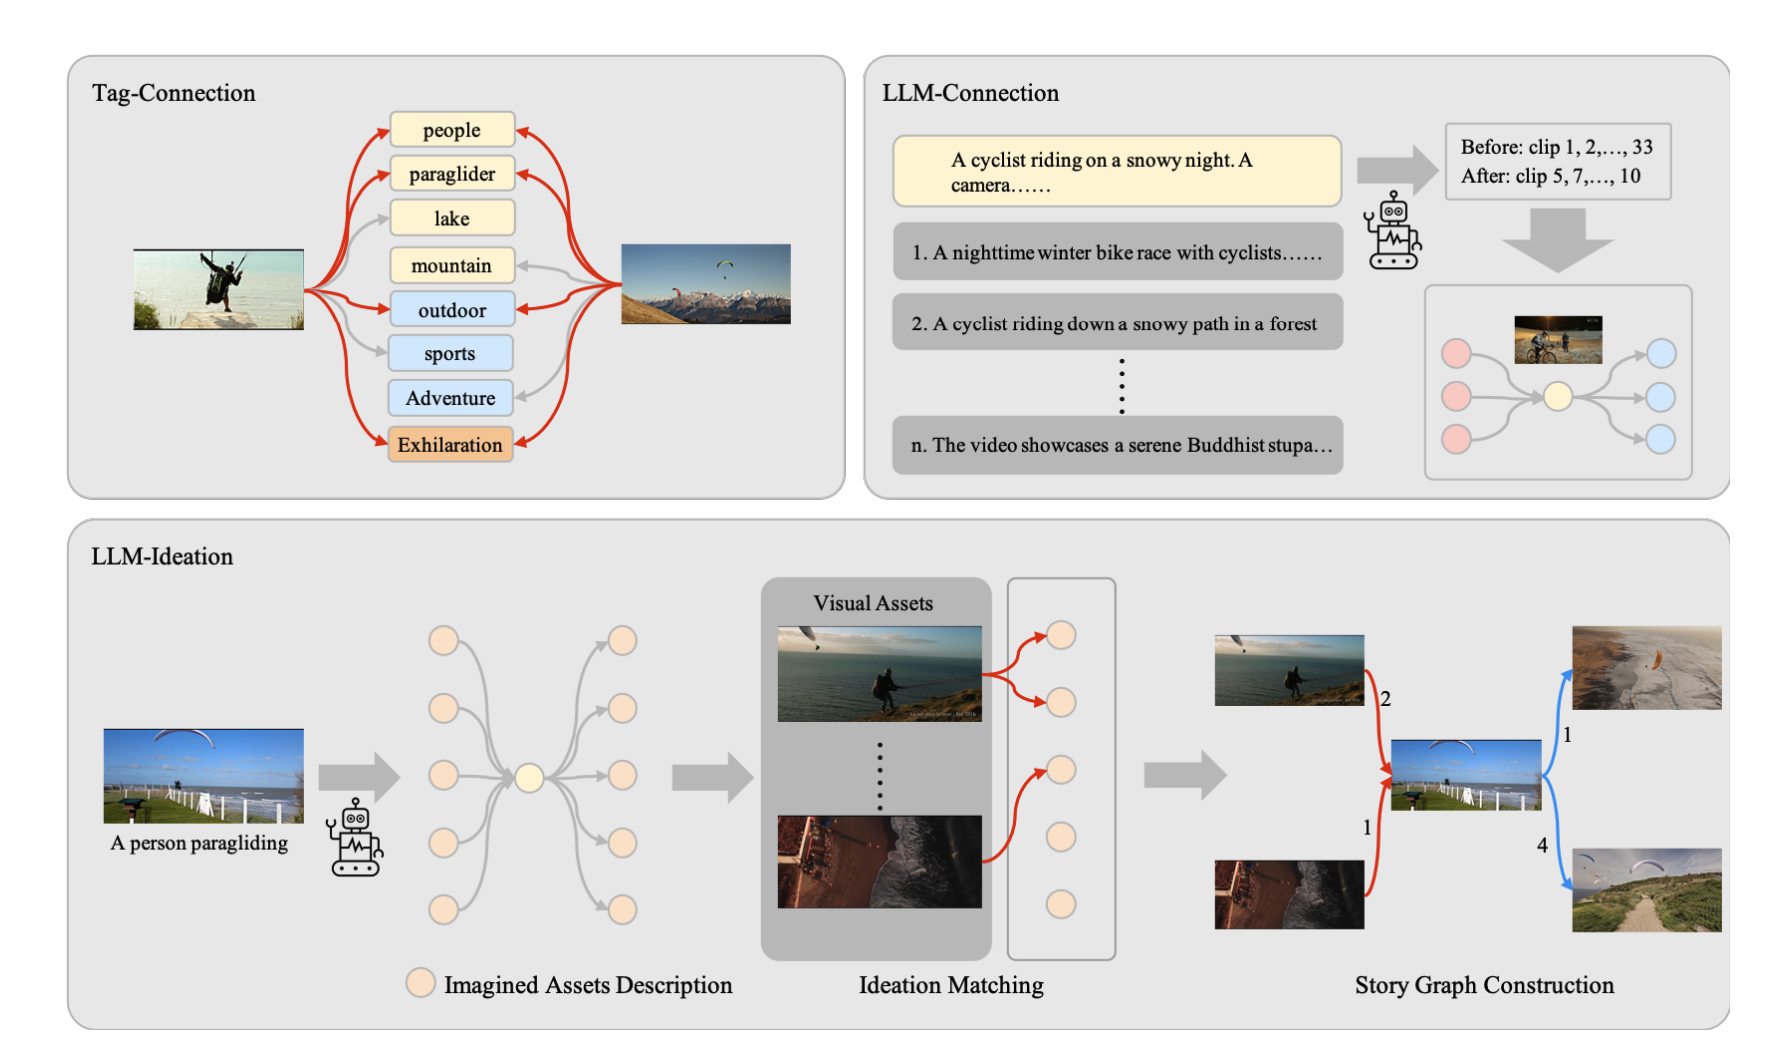 Tag-Connection
people
paraglider
lake
mountain
outdoor
sports
Adventure
Exhilaration
LLM-Connection
A cyclist riding on a snowy night. A
camera……
1. A nighttime winter bike race with cyclists……
2. A cyclist riding down a snowy path in a forest
n. The video showcases a serene Buddhist stupa…
Before: clip 1, 2,…, 33
After: clip 5, 7,…, 10
LLM-Ideation
A person paragliding
Imagined Assets Description
Visual Assets
Ideation Matching
2
1
1
4
Story Graph Construction